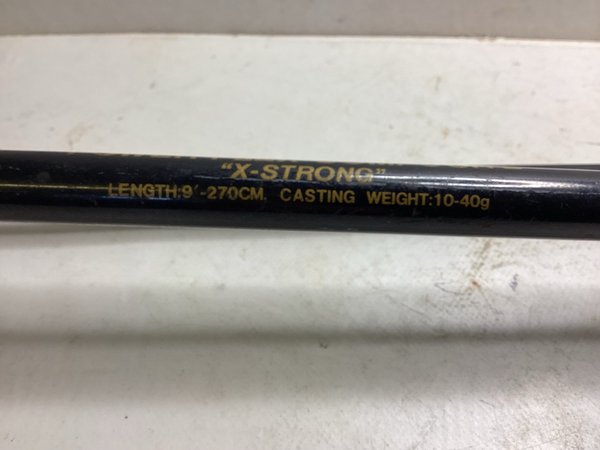 "X-STRONG"
LENGTH:9'-270CM, CASTING WEIGHT:10-40g